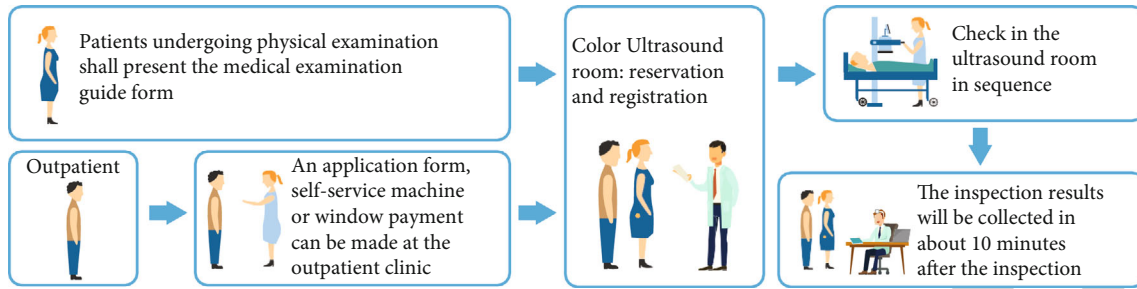 Patients undergoing physical examination
shall present the medical examination
guide form
Outpatient
An application form,
self-service machine
or window payment
can be made at the
outpatient clinic
Color Ultrasound
room: reservation
and registration
Check in the
ultrasound room
in sequence
The inspection results
will be collected in
about 10 minutes
after the inspection